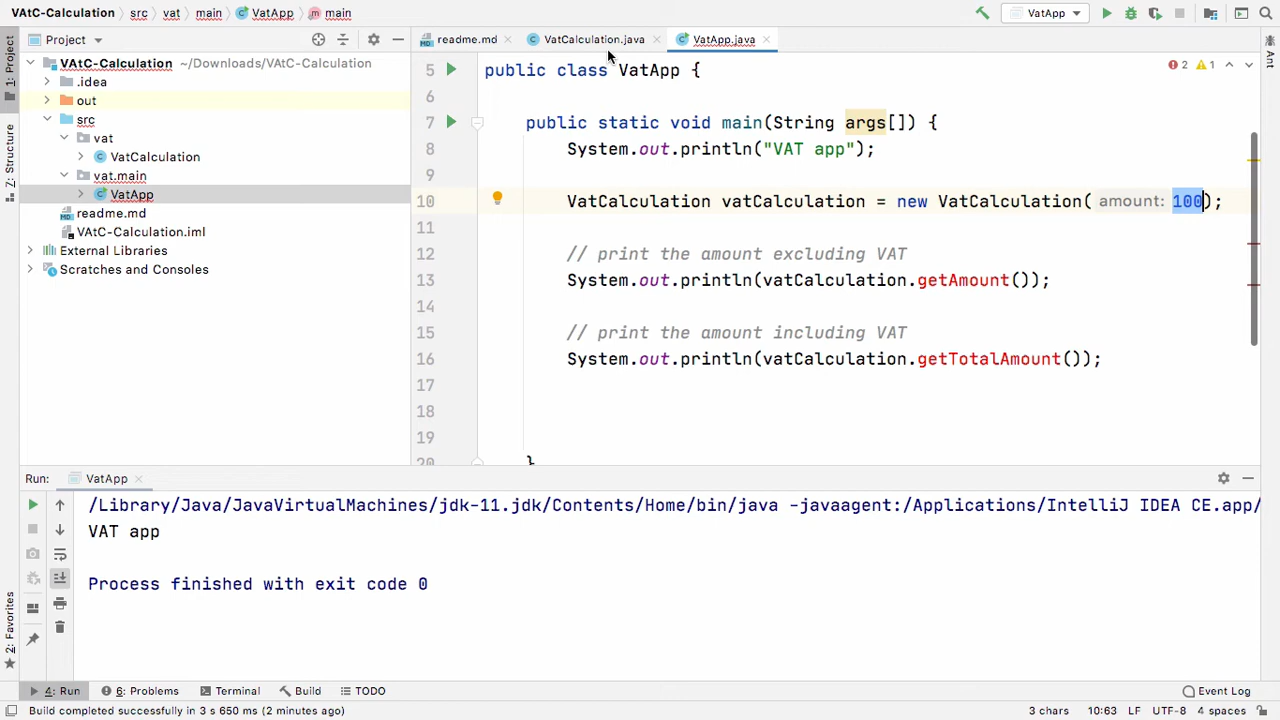 VAtC-Calculation src vat main VatApp main VatApp
Project readme.md VatCalculation.java VatApp.java
1: Project
Z: Structure
2: Favorites
Ant
VAtC-Calculation ~/Downloads/VAtC-Calculation
.idea
out
src
vat
VatCalculation
vat.main
VatApp
readme.md
VAtC-Calculation.iml
External Libraries
Scratches and Consoles
2 1
5 public class VatApp {
6
7 public static void main(String args[]) {
8 System.out.println("VAT app");
9
10 VatCalculation vatCalculation = new VatCalculation( amount: 100);
11
12 // print the amount excluding VAT
13 System.out.println(vatCalculation.getAmount());
14
15 // print the amount including VAT
16 System.out.println(vatCalculation.getTotalAmount());
17
18
19
20 }
Run: VatApp
/Library/Java/JavaVirtualMachines/jdk-11.jdk/Contents/Home/bin/java -javaagent:/Applications/IntelliJ IDEA CE.app/
VAT app
Process finished with exit code 0
4: Run 6: Problems Terminal Build TODO Event Log
Build completed successfully in 3 s 650 ms (2 minutes ago) 3 chars 10:63 LF UTF-8 4 spaces